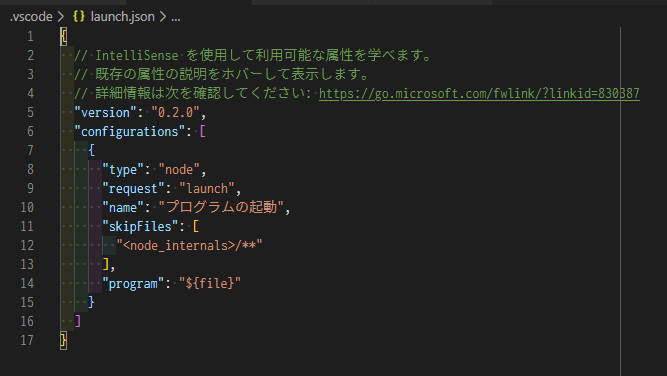 .vscode > {} launch.json > ...
1 {
2 // IntelliSense を使用して利用可能な属性を学べます。
3 // 既存の属性の説明をホバーして表示します。
4 // 詳細情報は次を確認してください: https://go.microsoft.com/fwlink/?linkid=830387
5 "version": "0.2.0",
6 "configurations": [
7 {
8 "type": "node",
9 "request": "launch",
10 "name": "プログラムの起動",
11 "skipFiles": [
12 "<node_internals>/**"
13 ],
14 "program": "${file}"
15 }
16 ]
17 }